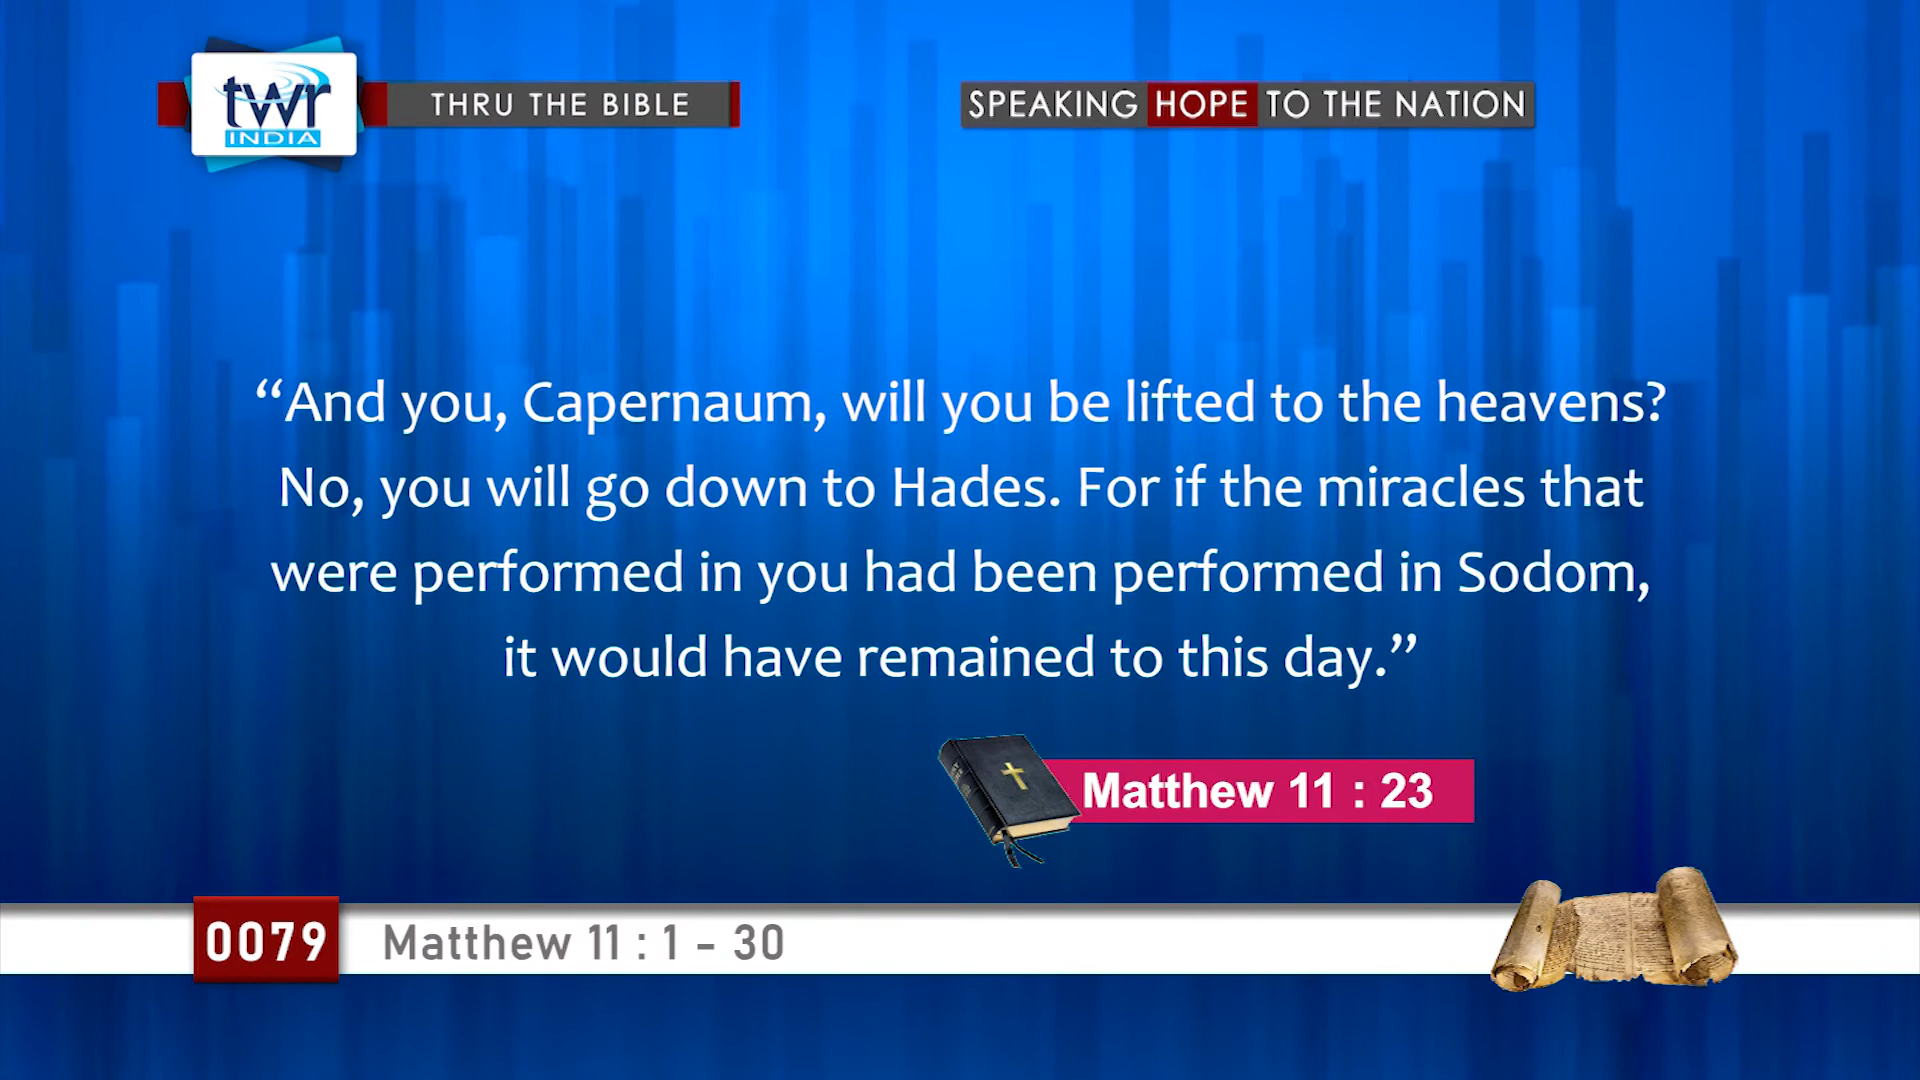 twr
INDIA
THRU THE BIBLE
SPEAKING HOPE TO THE NATION
“And you, Capernaum, will you be lifted to the heavens?
No, you will go down to Hades. For if the miracles that
were performed in you had been performed in Sodom,
it would have remained to this day.”
Matthew 11 : 23
0079
Matthew 11 : 1 - 30